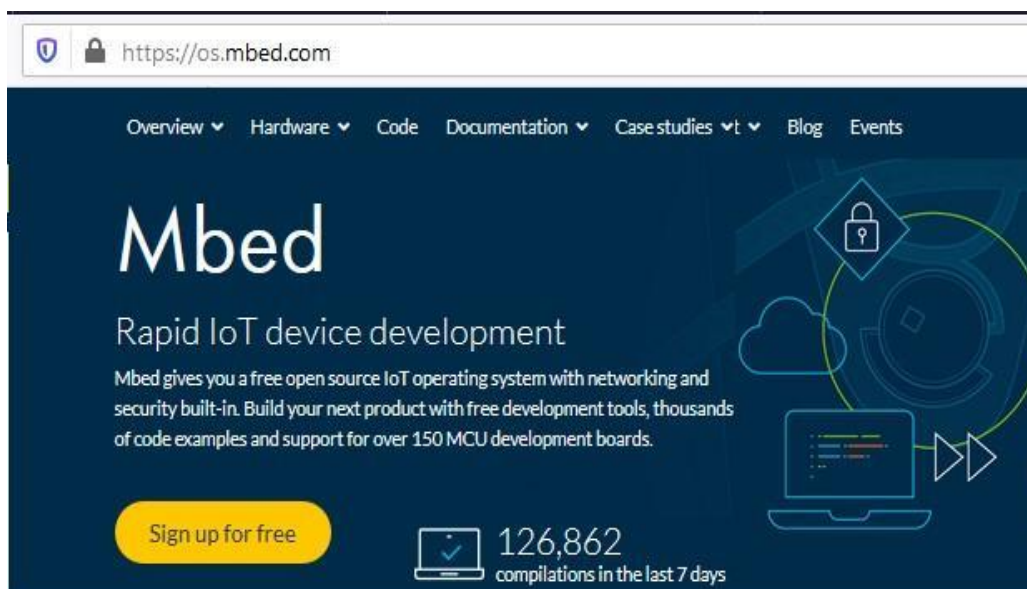 https://os.mbed.com
Overview Hardware Code Documentation Case studies t Blog Events
Mbed
Rapid IoT device development
Mbed gives you a free open source IoT operating system with networking and
security built-in. Build your next product with free development tools, thousands
of code examples and support for over 150 MCU development boards.
Sign up for free
126,862
compilations in the last 7 days